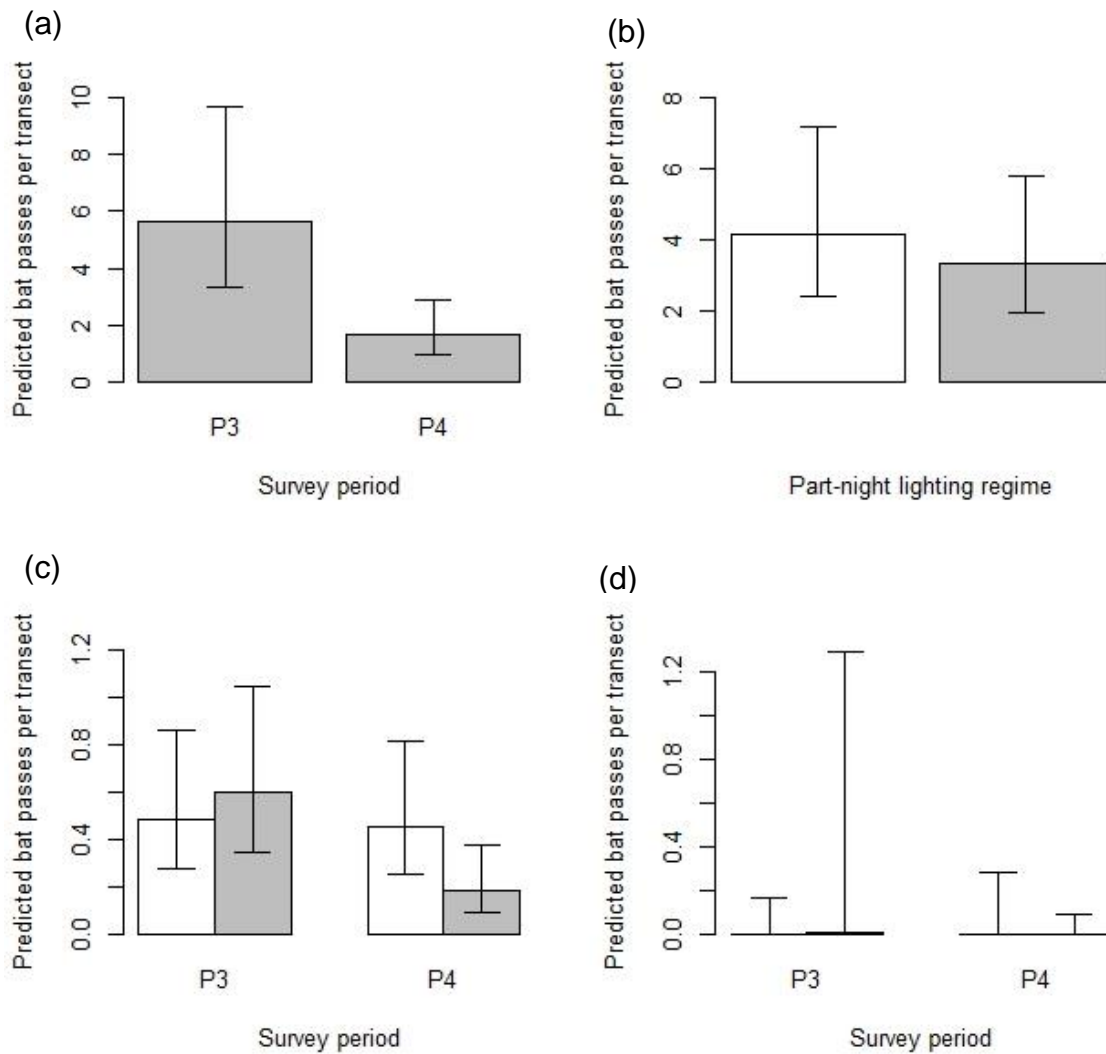 (a)
Predicted bat passes per transect
10
8
6
4
2
0
P3 P4
Survey period
(b)
Predicted bat passes per transect
8
6
4
2
0
Part-night lighting regime
(c)
Predicted bat passes per transect
1.2
0.8
0.4
0.0
P3 P4
Survey period
(d)
Predicted bat passes per transect
1.2
0.8
0.4
0.0
P3 P4
Survey period